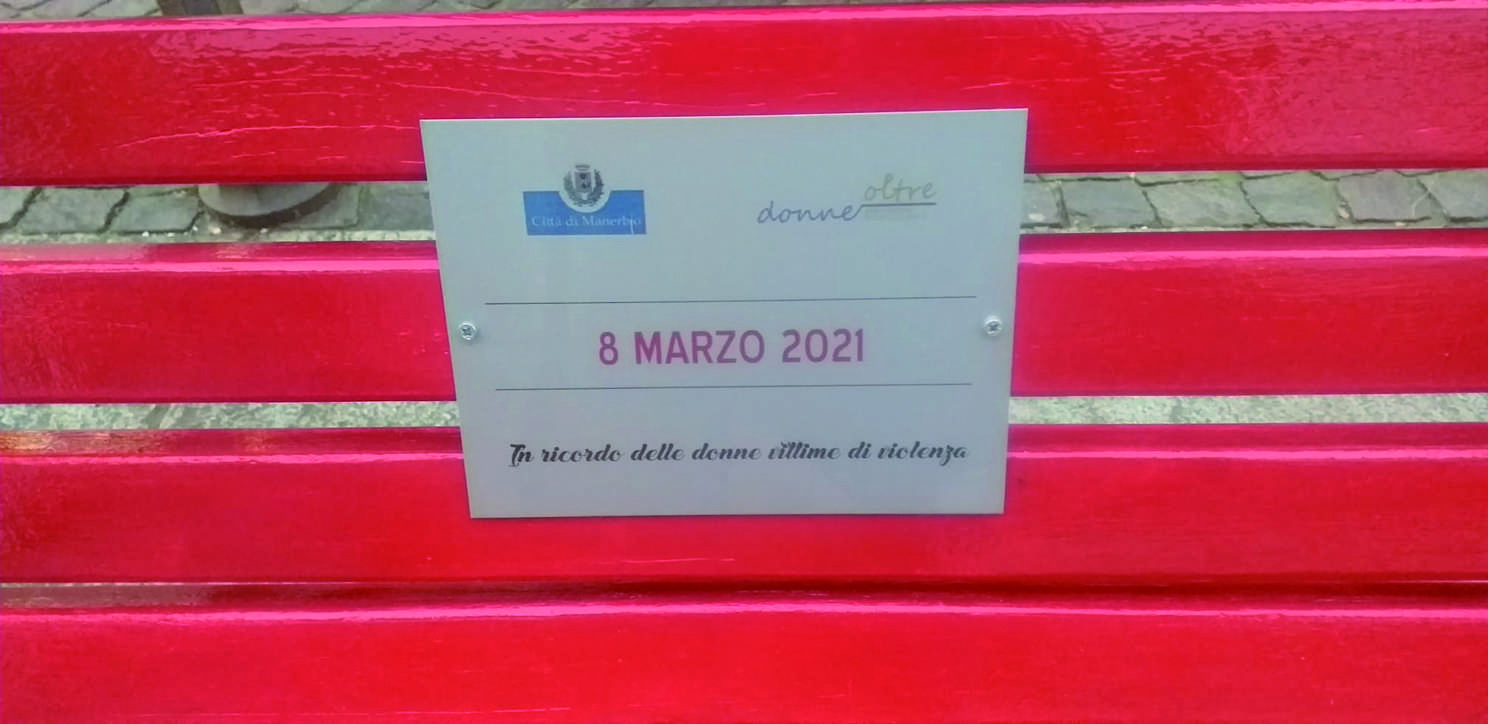 Città di Manerbio
donne oltre
8 MARZO 2021
In ricordo delle donne vittime di violenza